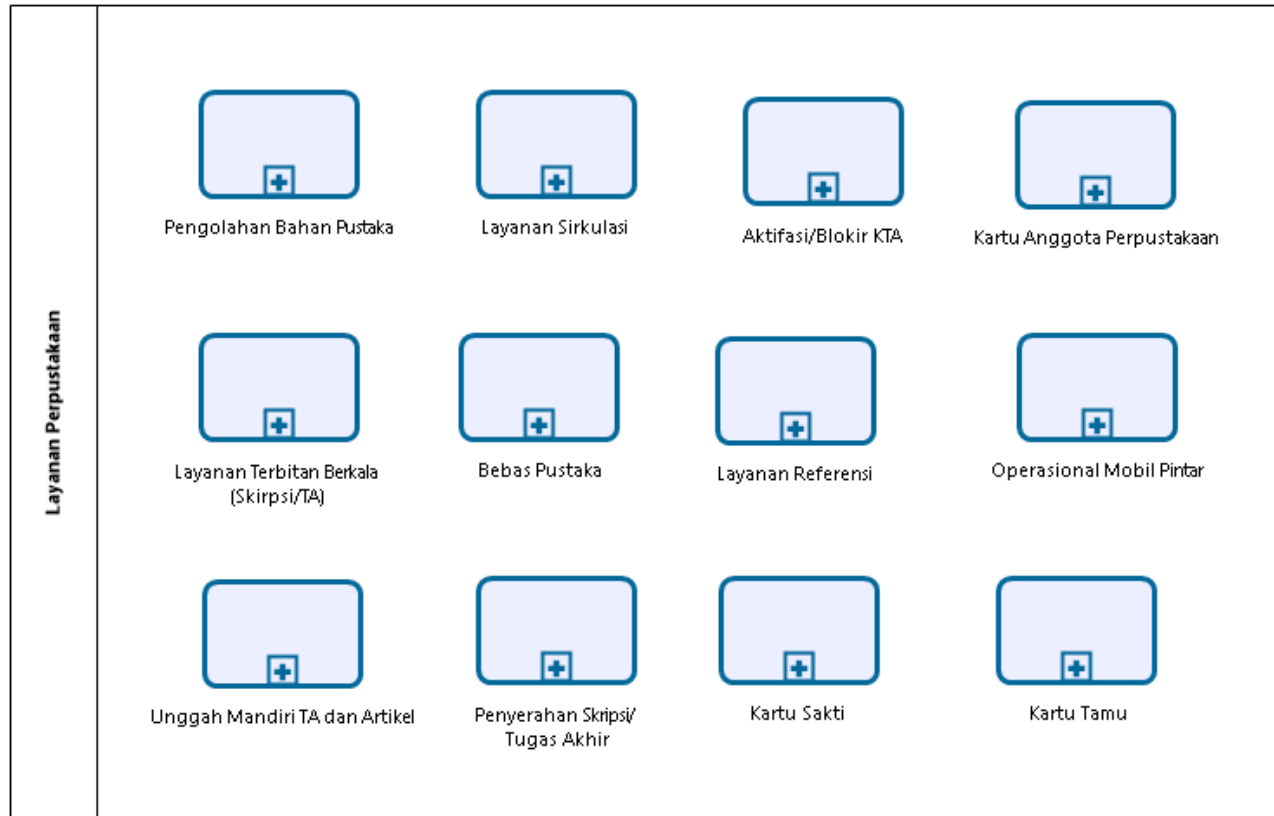 Layanan Perpustakaan
Pengolahan Bahan Pustaka
Layanan Sirkulasi
Aktifasi/Blokir KTA
Kartu Anggota Perpustakaan
Layanan Terbitan Berkala
(Skirpsi/TA)
Bebas Pustaka
Layanan Referensi
Operasional Mobil Pintar
Unggah Mandiri TA dan Artikel
Penyerahan Skripsi/
Tugas Akhir
Kartu Sakti
Kartu Tamu